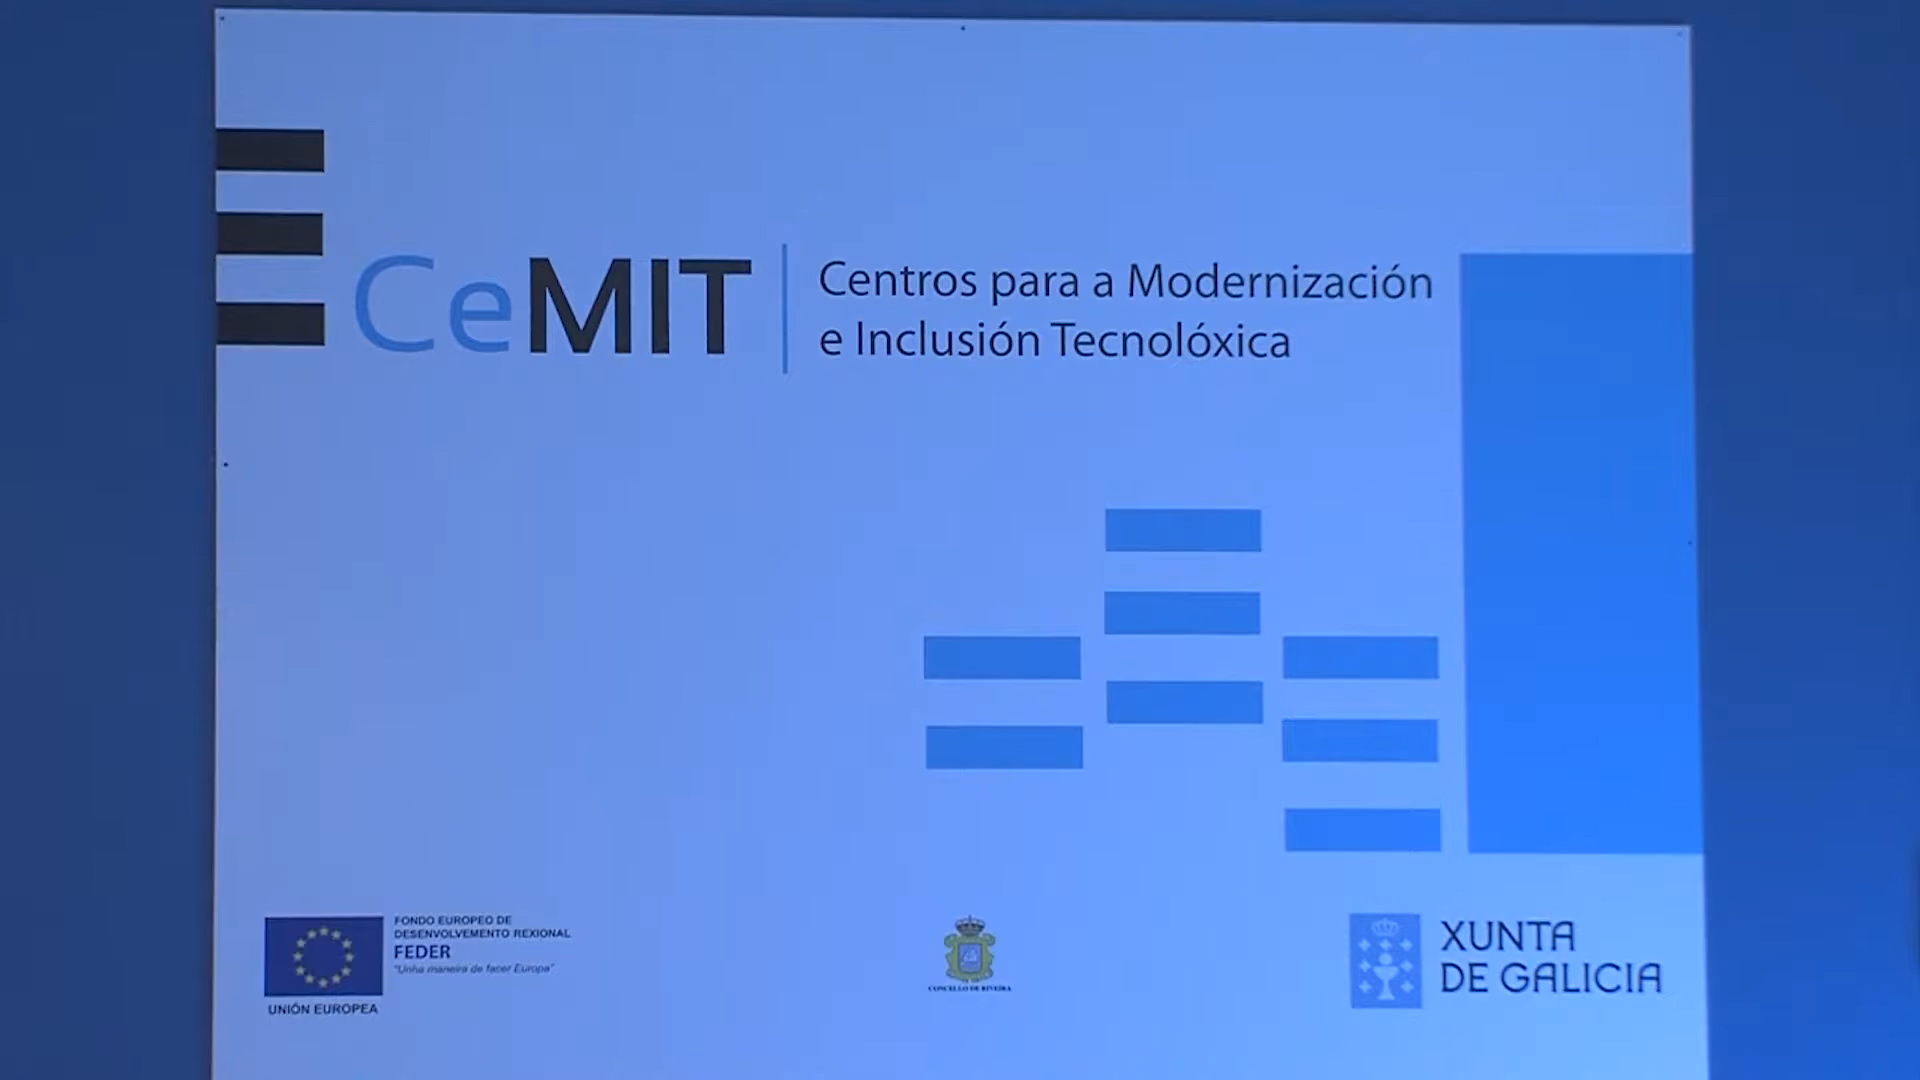 CeMIT
Centros para a Modernización
e Inclusión Tecnolóxica
FONDO EUROPEO DE
DESENVOLVEMENTO REXIONAL
FEDER
"Unha maneira de facer Europa"
UNIÓN EUROPEA
CONCELLO DE RIVEIRA
XUNTA
DE GALICIA